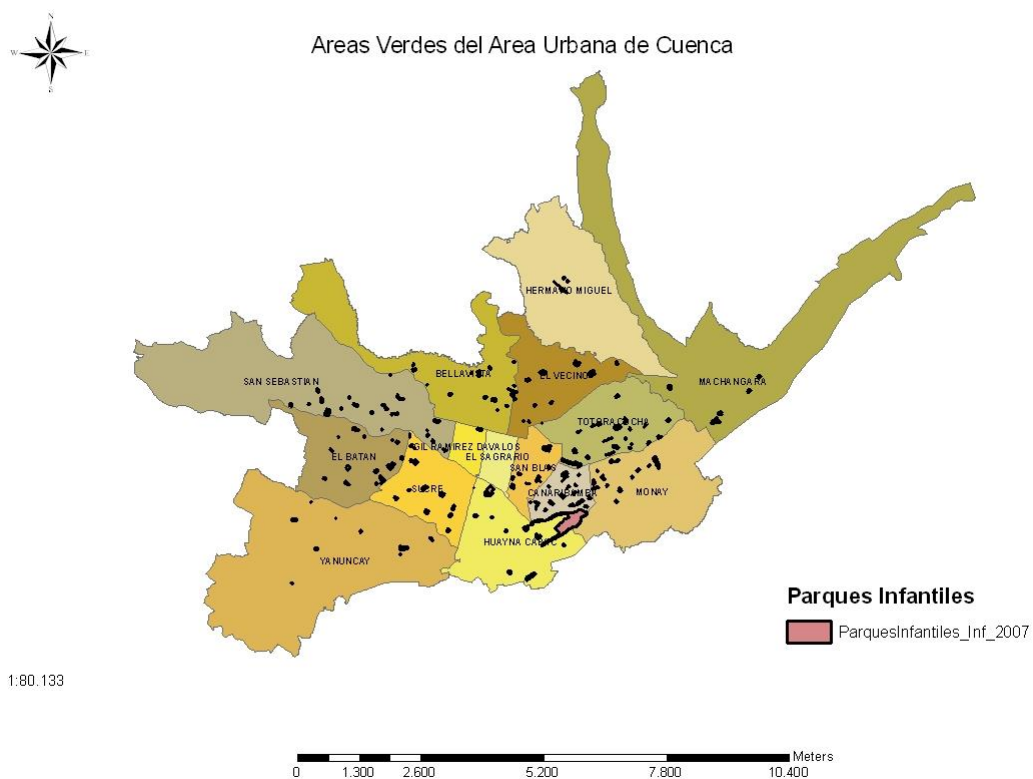 N
W E
S
Areas Verdes del Area Urbana de Cuenca
HERMANO MIGUEL
BELLAVISTA
EL VECINO
SAN SEBASTIAN
MACHANGARA
TOTORACOCHA
GIL RAMIREZ DAVALOS
EL SAGRARIO
EL BATAN
SAN BLAS
SUCRE
CANARIBAMBA
MONAY
HUAYNA CAPAC
YANUNCAY
Parques Infantiles
ParquesInfantiles_Inf_2007
1:80.133
Meters
0 1.300 2.600 5.200 7.800 10.400